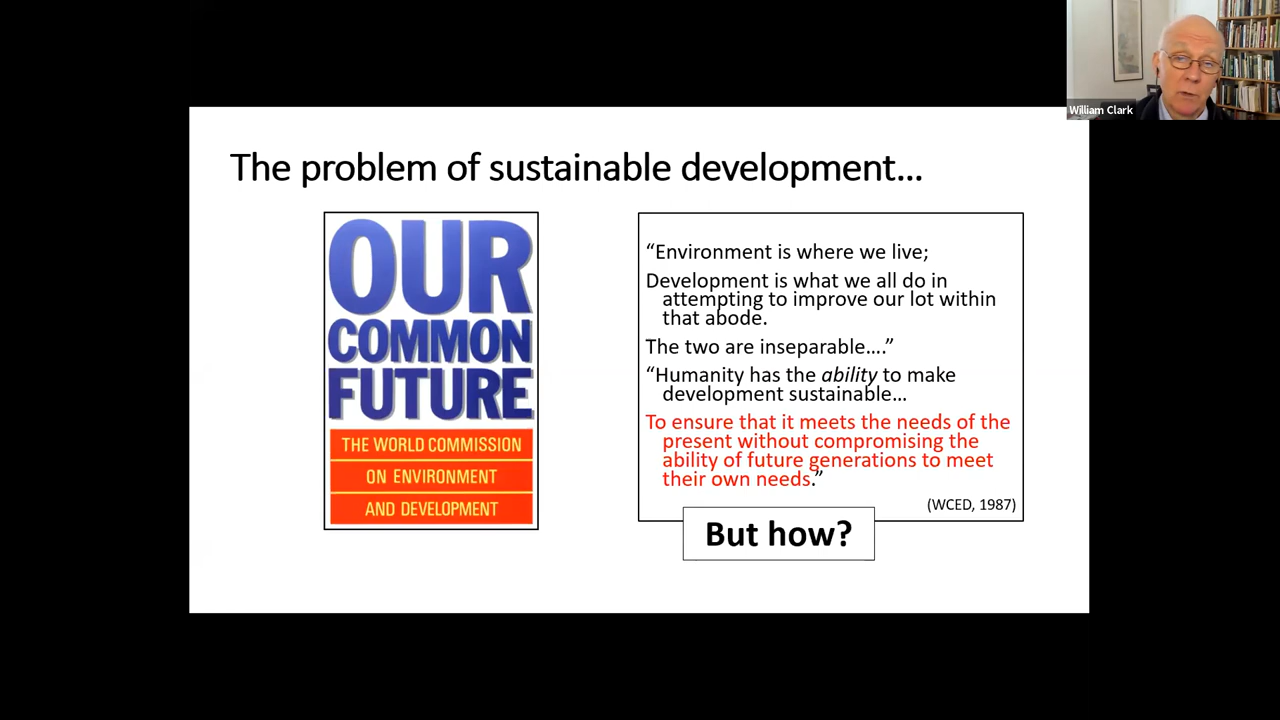 William Clark
The problem of sustainable development...
OUR
COMMON
FUTURE
THE WORLD COMMISSION
ON ENVIRONMENT
AND DEVELOPMENT
“Environment is where we live;
Development is what we all do in
attempting to improve our lot within
that abode.
The two are inseparable….”
“Humanity has the ability to make
development sustainable…
To ensure that it meets the needs of the
present without compromising the
ability of future generations to meet
their own needs.”
(WCED, 1987)
But how?